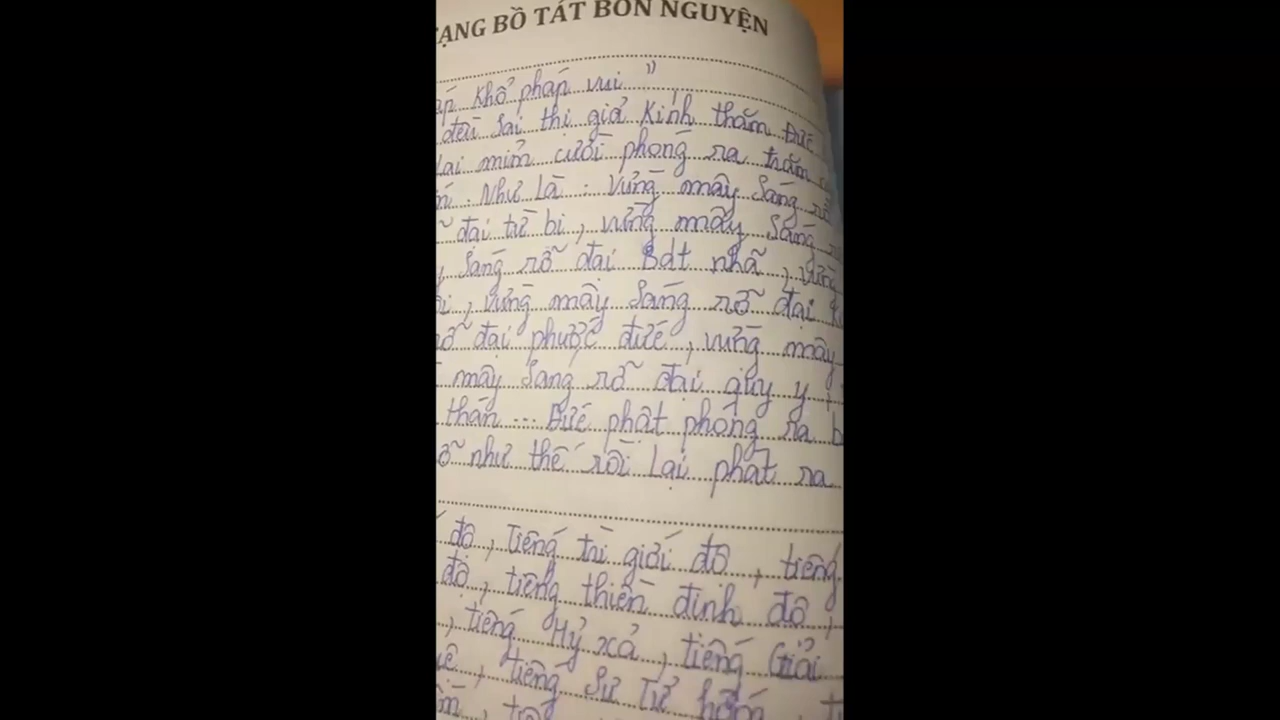 TẠNG BỒ TÁT BỔN NGUYỆN
khổ pháp vui"
đều sai thị giả kính thăm Đức
lại mỉm cười phóng ra trăm
Như Là : Vừng mây sáng rỡ
đại từ bi, vừng mây sáng
sáng rỡ đại Bát nhã, vừng
, vừng mây sáng rỡ đại
đại phước đức, vừng mây
mây sáng rỡ đại quy y,
thán ... Đức phật phóng ra
như thế rồi lại phát ra
độ, tiếng trì giới độ, tiếng
độ, tiếng thiền định độ,
, tiếng Hỷ xả, tiếng Giải
, tiếng Sư Tử hống,